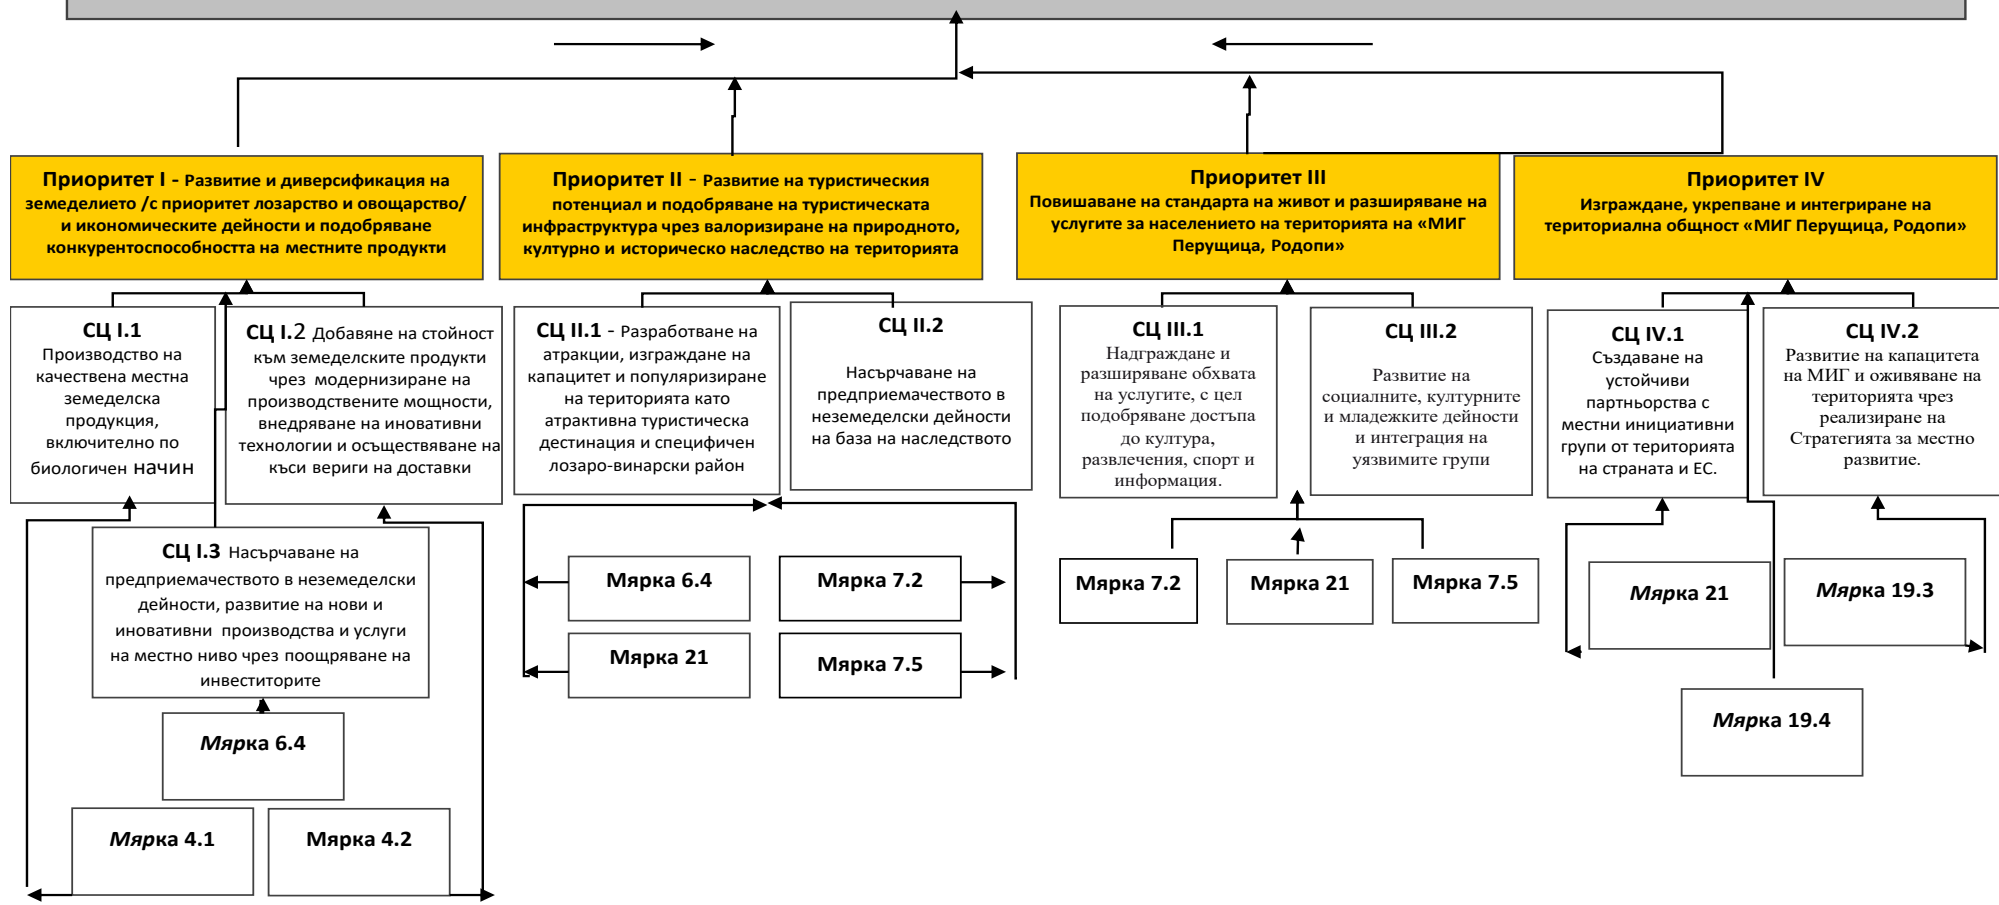 Приоритет I - Развитие и диверсификация на
земеделието /с приоритет лозарство и овощарство/
и икономическите дейности и подобряване
конкурентоспособността на местните продукти
Приоритет II - Развитие на туристическия
потенциал и подобряване на туристическата
инфраструктура чрез валоризиране на природното,
културно и историческо наследство на територията
Приоритет III
Повишаване на стандарта на живот и разширяване на
услугите за населението на територията на «МИГ
Перущица, Родопи»
Приоритет IV
Изграждане, укрепване и интегриране на
териториална общност «МИГ Перущица, Родопи»
СЦ I.1
Производство на
качествена местна
земеделска
продукция,
включително по
биологичен начин
СЦ I.2 Добавяне на стойност
към земеделските продукти
чрез модернизиране на
производствените мощности,
внедряване на иновативни
технологии и осъществяване на
къси вериги на доставки
СЦ II.1 - Разработване на
атракции, изграждане на
капацитет и популяризиране
на територията като
атрактивна туристическа
дестинация и специфичен
лозаро-винарски район
СЦ II.2
Насърчаване на
предприемачеството в
неземеделски дейности
на база на наследството
СЦ III.1
Надграждане и
разширяване обхвата
на услугите, с цел
подобряване достъпа
до култура,
развлечения, спорт и
информация.
СЦ III.2
Развитие на
социалните, културните
и младежките дейности
и интеграция на
уязвимите групи
СЦ IV.1
Създаване на
устойчиви
партньорства с
местни инициативни
групи от територията
на страната и ЕС.
СЦ IV.2
Развитие на капацитета
на МИГ и оживяване на
територията чрез
реализиране на
Стратегията за местно
развитие.
СЦ I.3 Насърчаване на
предприемачеството в неземеделски
дейности, развитие на нови и
иновативни производства и услуги
на местно ниво чрез поощряване на
инвеститорите
Мярка 6.4
Мярка 7.2
Мярка 21
Мярка 7.5
Мярка 7.2
Мярка 21
Мярка 7.5
Мярка 21
Мярка 19.3
Мярка 19.4
Мярка 6.4
Мярка 4.1
Мярка 4.2